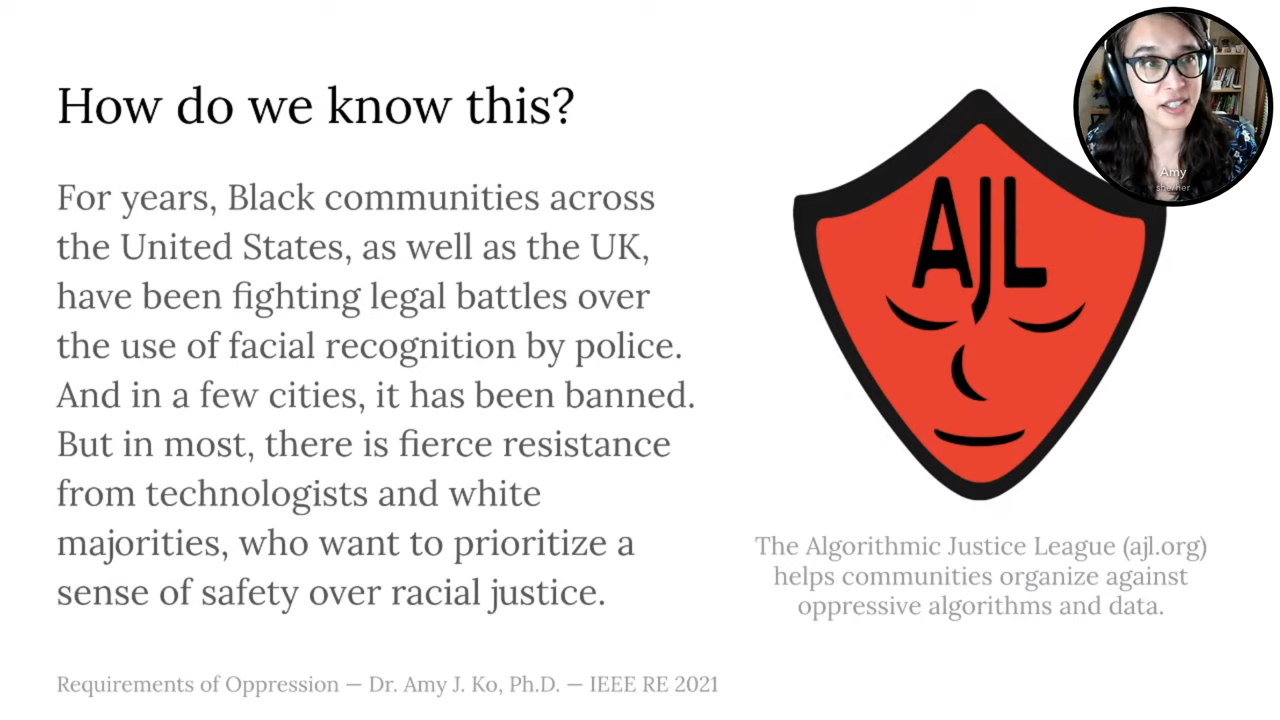 How do we know this?
For years, Black communities across
the United States, as well as the UK,
have been fighting legal battles over
the use of facial recognition by police.
And in a few cities, it has been banned.
But in most, there is fierce resistance
from technologists and white
majorities, who want to prioritize a
sense of safety over racial justice.
AJL
The Algorithmic Justice League (ajl.org)
helps communities organize against
oppressive algorithms and data.
Amy
she/her
Requirements of Oppression — Dr. Amy J. Ko, Ph.D. — IEEE RE 2021